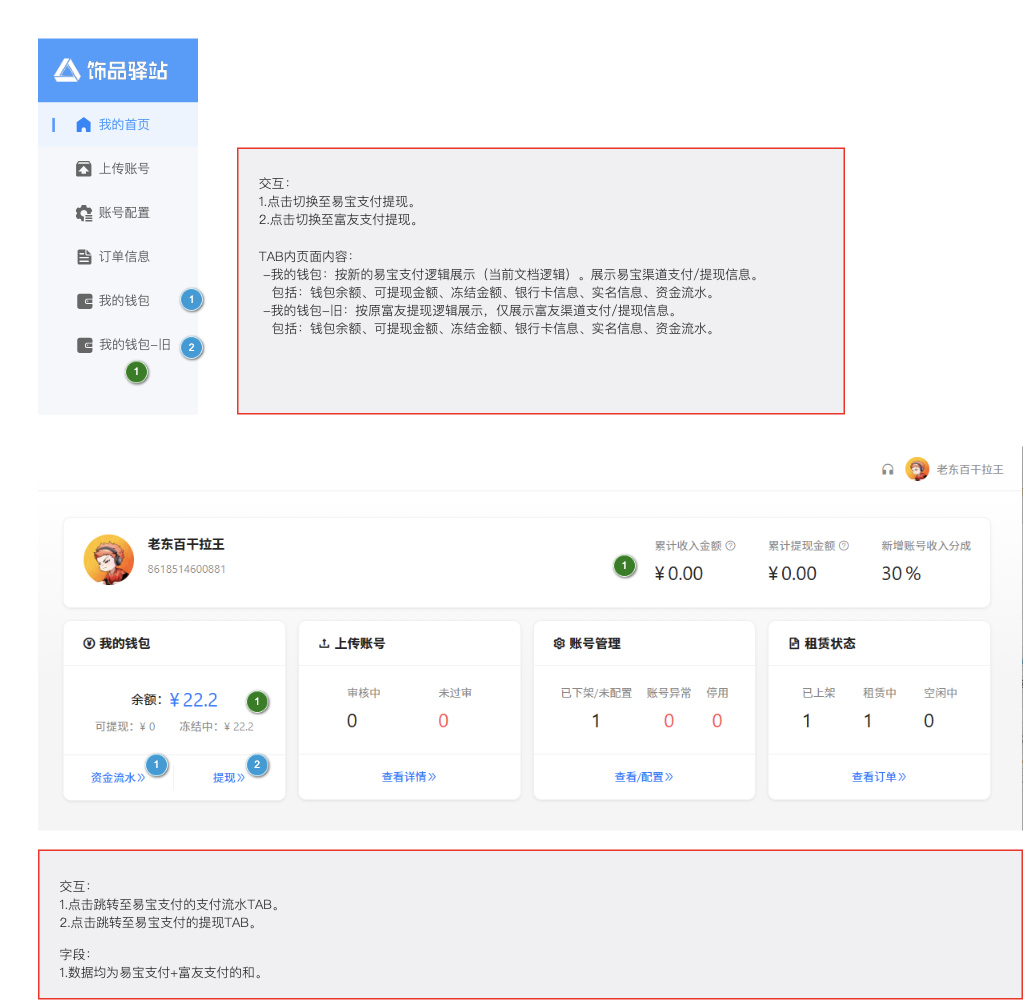 饰品驿站
我的首页
上传账号
账号配置
订单信息
我的钱包
1
我的钱包-旧
2
1
交互：
1.点击切换至易宝支付提现。
2.点击切换至富友支付提现。
TAB内页面内容：
-我的钱包：按新的易宝支付逻辑展示（当前文档逻辑）。展示易宝渠道支付/提现信息。
包括：钱包余额、可提现金额、冻结金额、银行卡信息、实名信息、资金流水。
-我的钱包-旧：按原富友提现逻辑展示，仅展示富友渠道支付/提现信息。
包括：钱包余额、可提现金额、冻结金额、银行卡信息、实名信息、资金流水。
老东百干拉王
老东百干拉王
8618514600881
1
累计收入金额
¥0.00
累计提现金额
¥0.00
新增账号收入分成
30%
我的钱包
余额：¥22.2
1
可提现：¥0 冻结中：¥22.2
资金流水»
1
提现»
2
上传账号
审核中 未过审
0 0
查看详情»
账号管理
已下架/未配置 账号异常 停用
1 0 0
查看/配置»
租赁状态
已上架 租赁中 空闲中
1 1 0
查看订单»
交互：
1.点击跳转至易宝支付的支付流水TAB。
2.点击跳转至易宝支付的提现TAB。
字段：
1.数据均为易宝支付+富友支付的和。